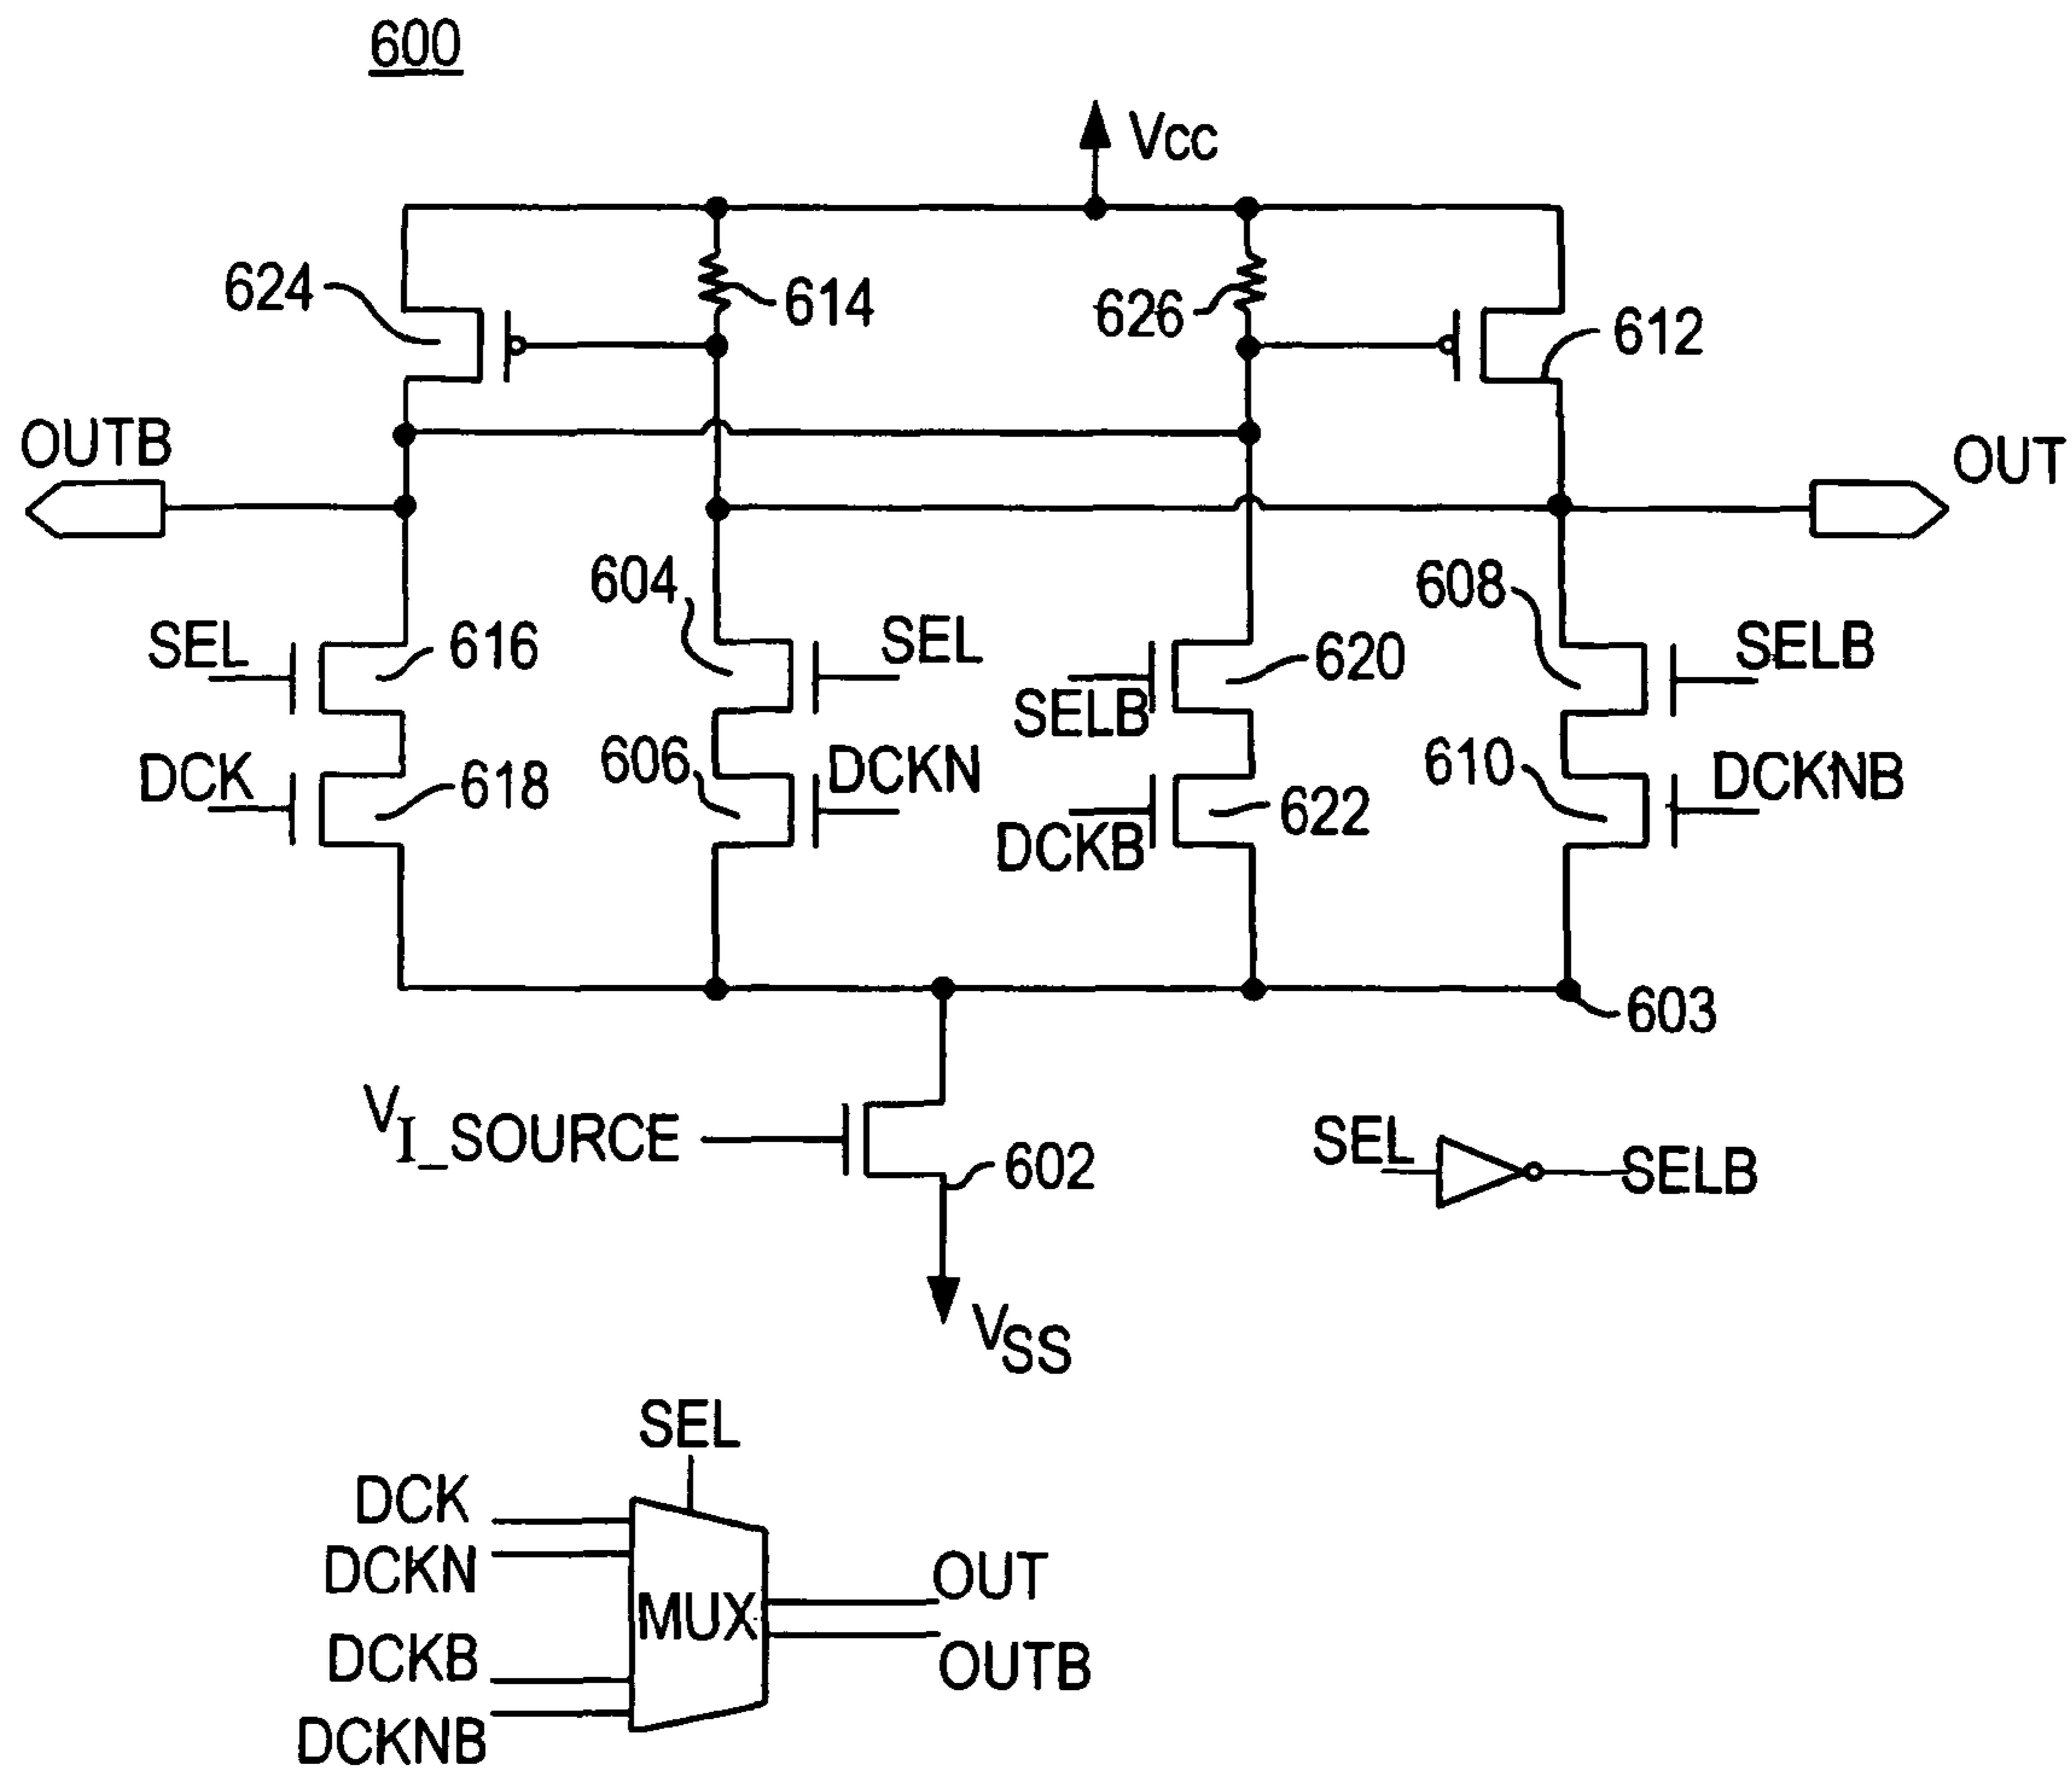 600
Vcc
624
614
626
612
OUTB
OUT
604
608
SEL
616
SEL
620
SELB
SELB
DCK
618
606
DCKN
622
DCKB
610
DCKNB
603
VI_SOURCE
602
SEL
SELB
VSS
SEL
DCK
DCKN
MUX
OUT
DCKB
OUTB
DCKNB